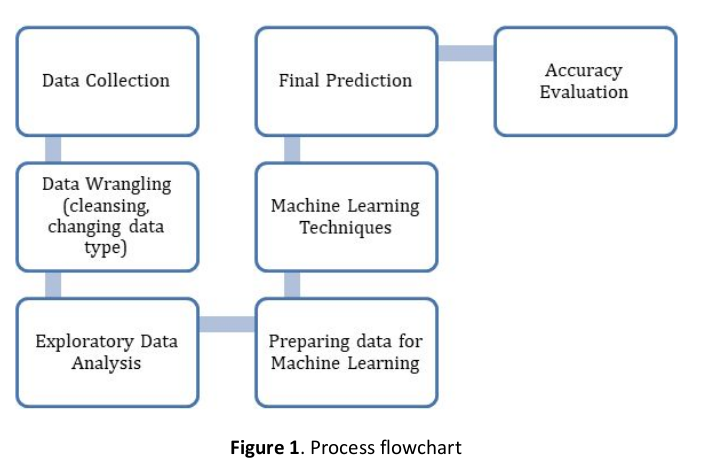 Data Collection
Data Wrangling
(cleansing,
changing data
type)
Exploratory Data
Analysis
Preparing data for
Machine Learning
Machine Learning
Techniques
Final Prediction
Accuracy
Evaluation
Figure 1. Process flowchart